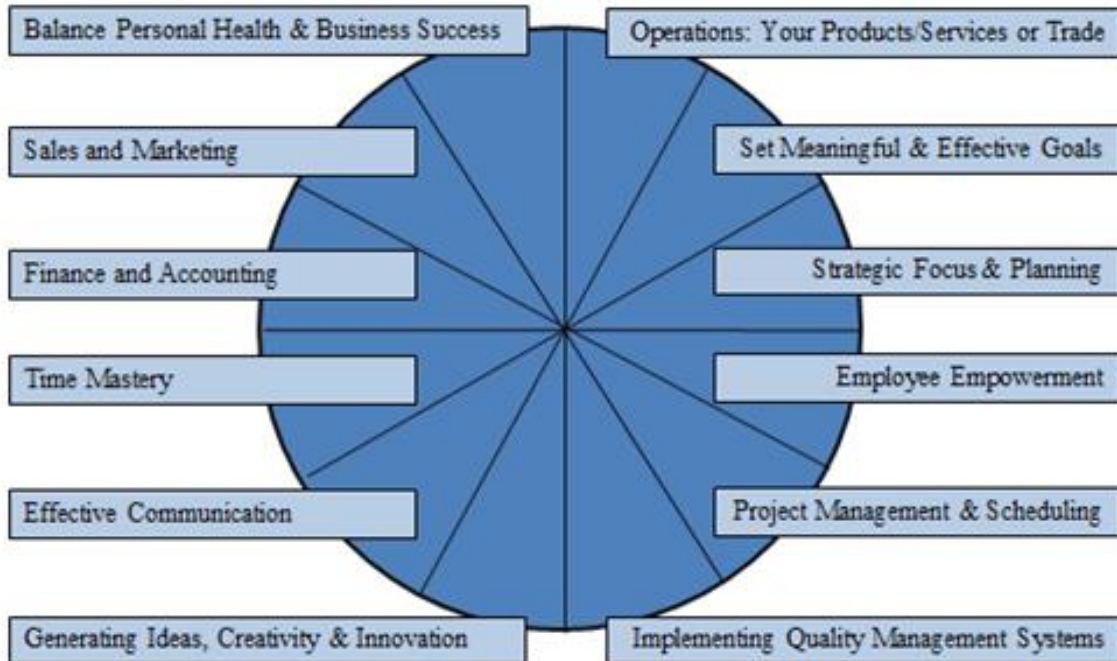 Balance Personal Health & Business Success
Operations: Your Products/Services or Trade
Sales and Marketing
Set Meaningful & Effective Goals
Finance and Accounting
Strategic Focus & Planning
Time Mastery
Employee Empowerment
Effective Communication
Project Management & Scheduling
Generating Ideas, Creativity & Innovation
Implementing Quality Management Systems